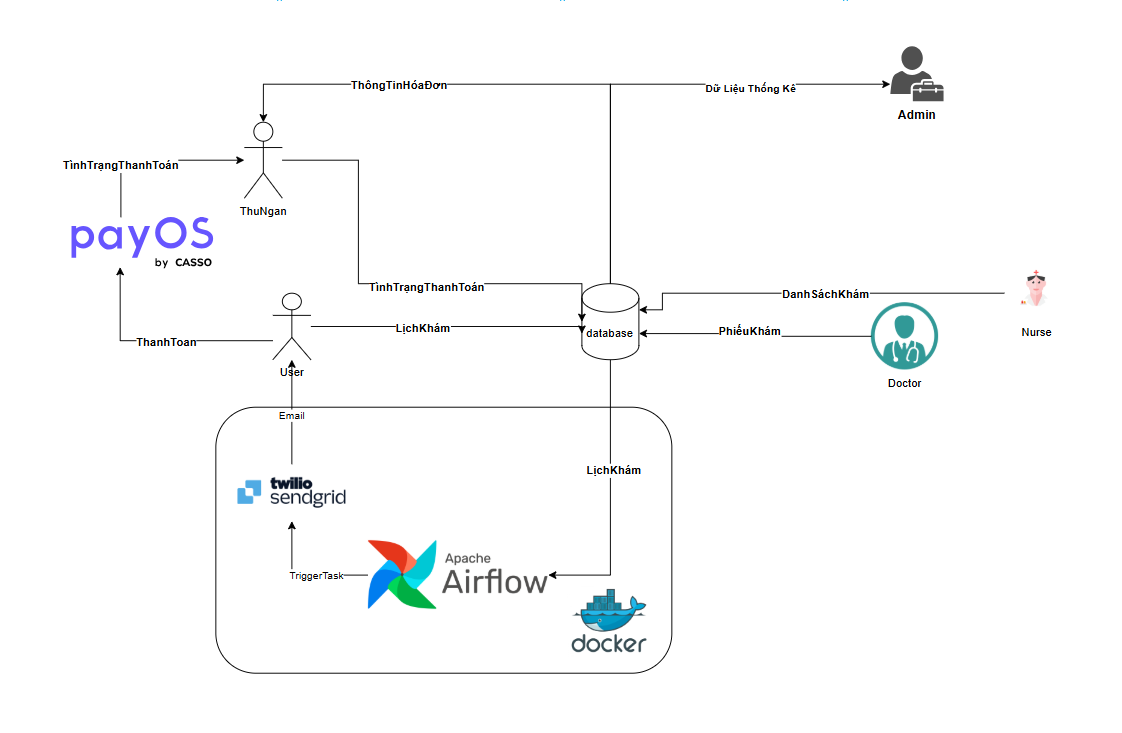 ThôngTinHóaĐơn
Dữ Liệu Thống Kê
Admin
TìnhTrạngThanhToán
ThuNgan
payOS
by CASSO
TìnhTrạngThanhToán
DanhSáchKhám
Nurse
LịchKhám
database
PhiếuKhám
Doctor
ThanhToan
User
Email
LịchKhám
twilio
sendgrid
Apache
Airflow
TriggerTask
docker